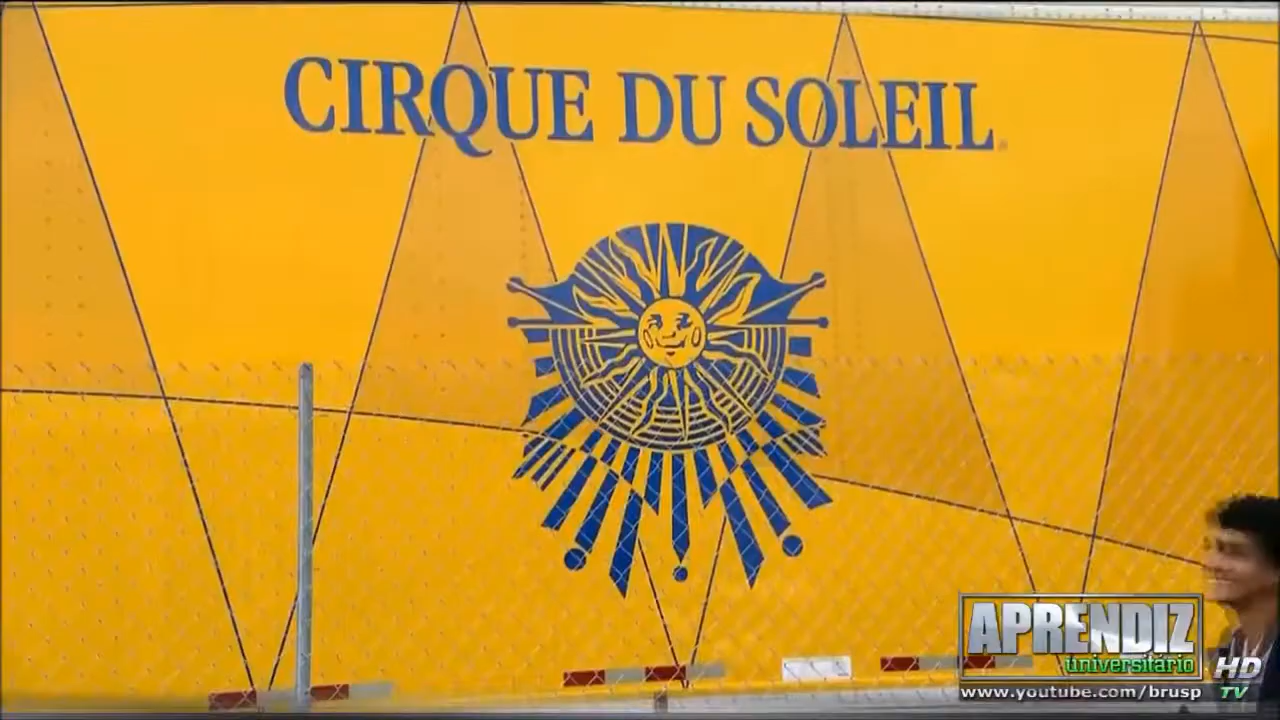 CIRQUE DU SOLEIL
APRENDIZ
universitário
HD
www.youtube.com/brusp
TV